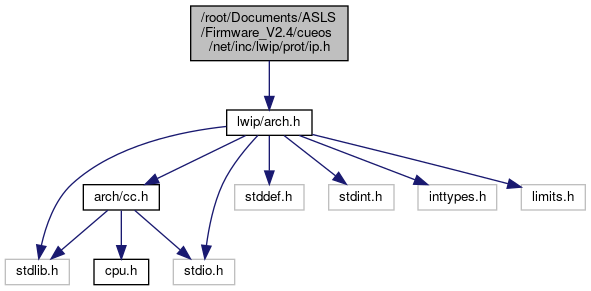 /root/Documents/ASLS
/Firmware_V2.4/cueos
/net/inc/lwip/prot/ip.h
lwip/arch.h
arch/cc.h
stddef.h
stdint.h
inttypes.h
limits.h
stdlib.h
cpu.h
stdio.h